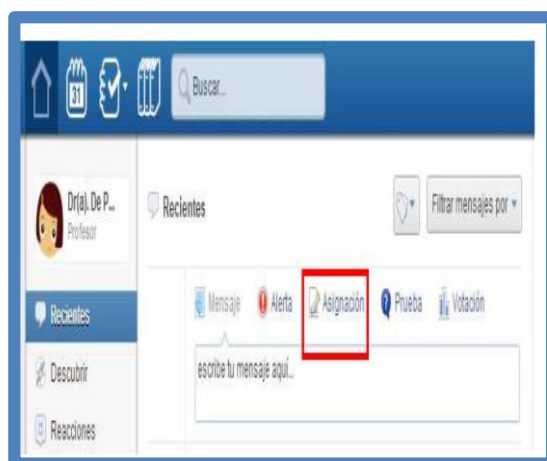 31
Buscar...
Dr(a). De P...
Profesor
Recientes
Filtrar mensajes por
Mensaje Alerta Asignación Prueba Votación
escribe tu mensaje aquí...
Recientes
Descubrir
Reacciones